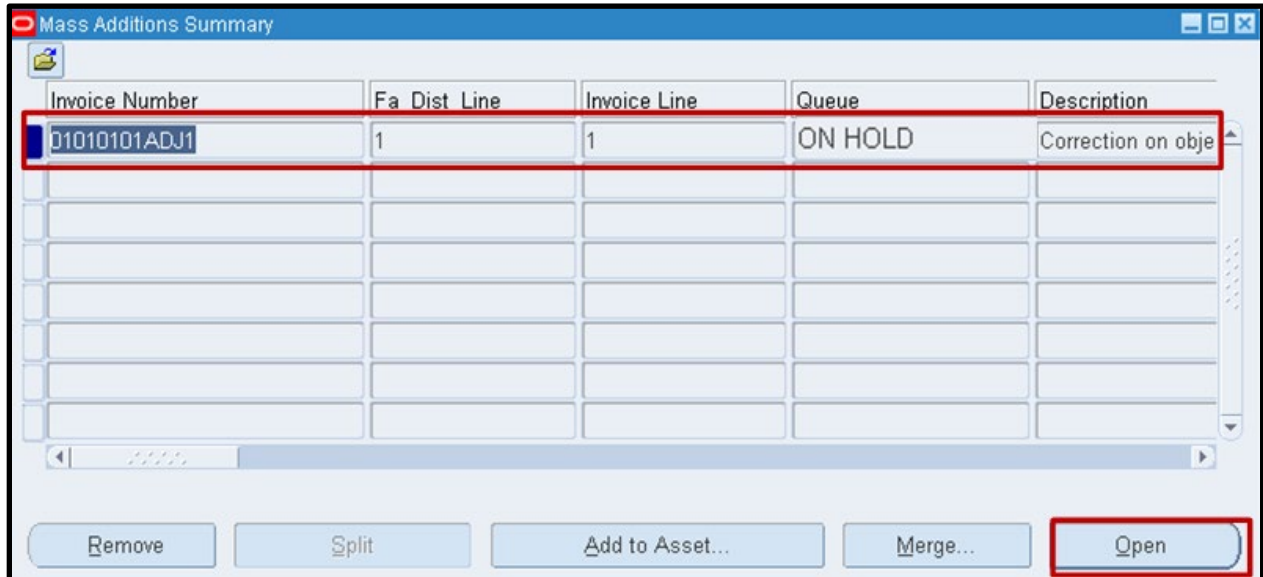 Mass Additions Summary
Invoice Number Fa Dist Line Invoice Line Queue Description
01010101ADJ1 1 1 ON HOLD Correction on obje
Remove Split Add to Asset... Merge... Open